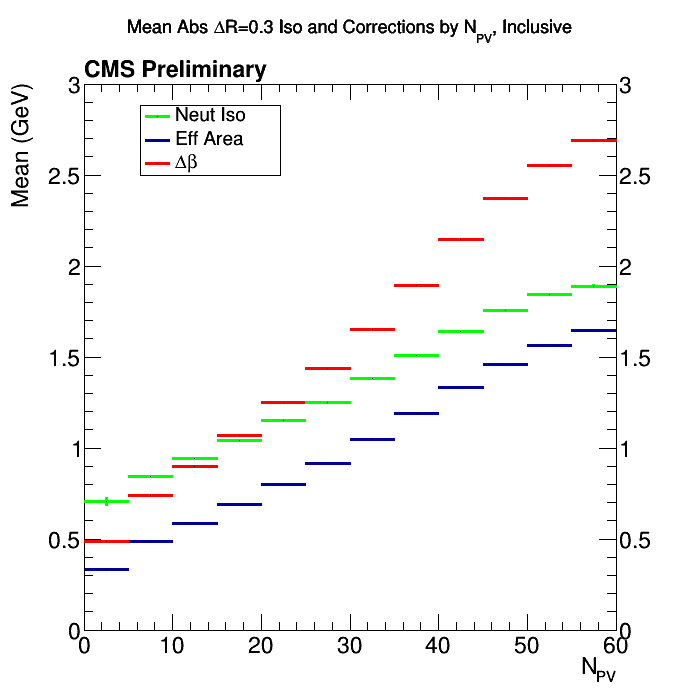 Mean Abs ΔR=0.3 Iso and Corrections by N_PV, Inclusive
CMS Preliminary
Mean (GeV)
Neut Iso
Eff Area
Δβ
3
2.5
2
1.5
1
0.5
0
3
2.5
2
1.5
1
0.5
0
0 10 20 30 40 50 60
N_PV